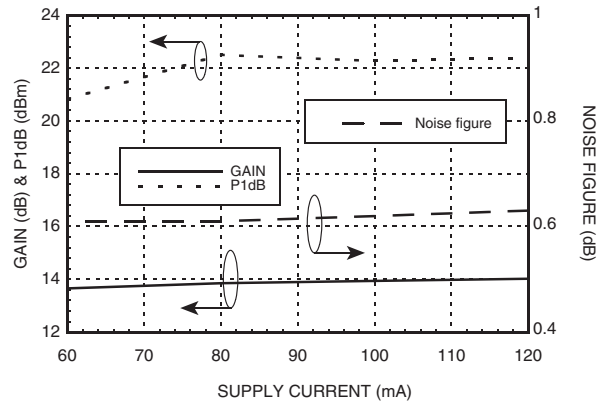 24
22
20
18
16
14
12
GAIN (dB) & P1dB (dBm)
1
0.8
0.6
0.4
NOISE FIGURE (dB)
Noise figure
GAIN
P1dB
60 70 80 90 100 110 120
SUPPLY CURRENT (mA)